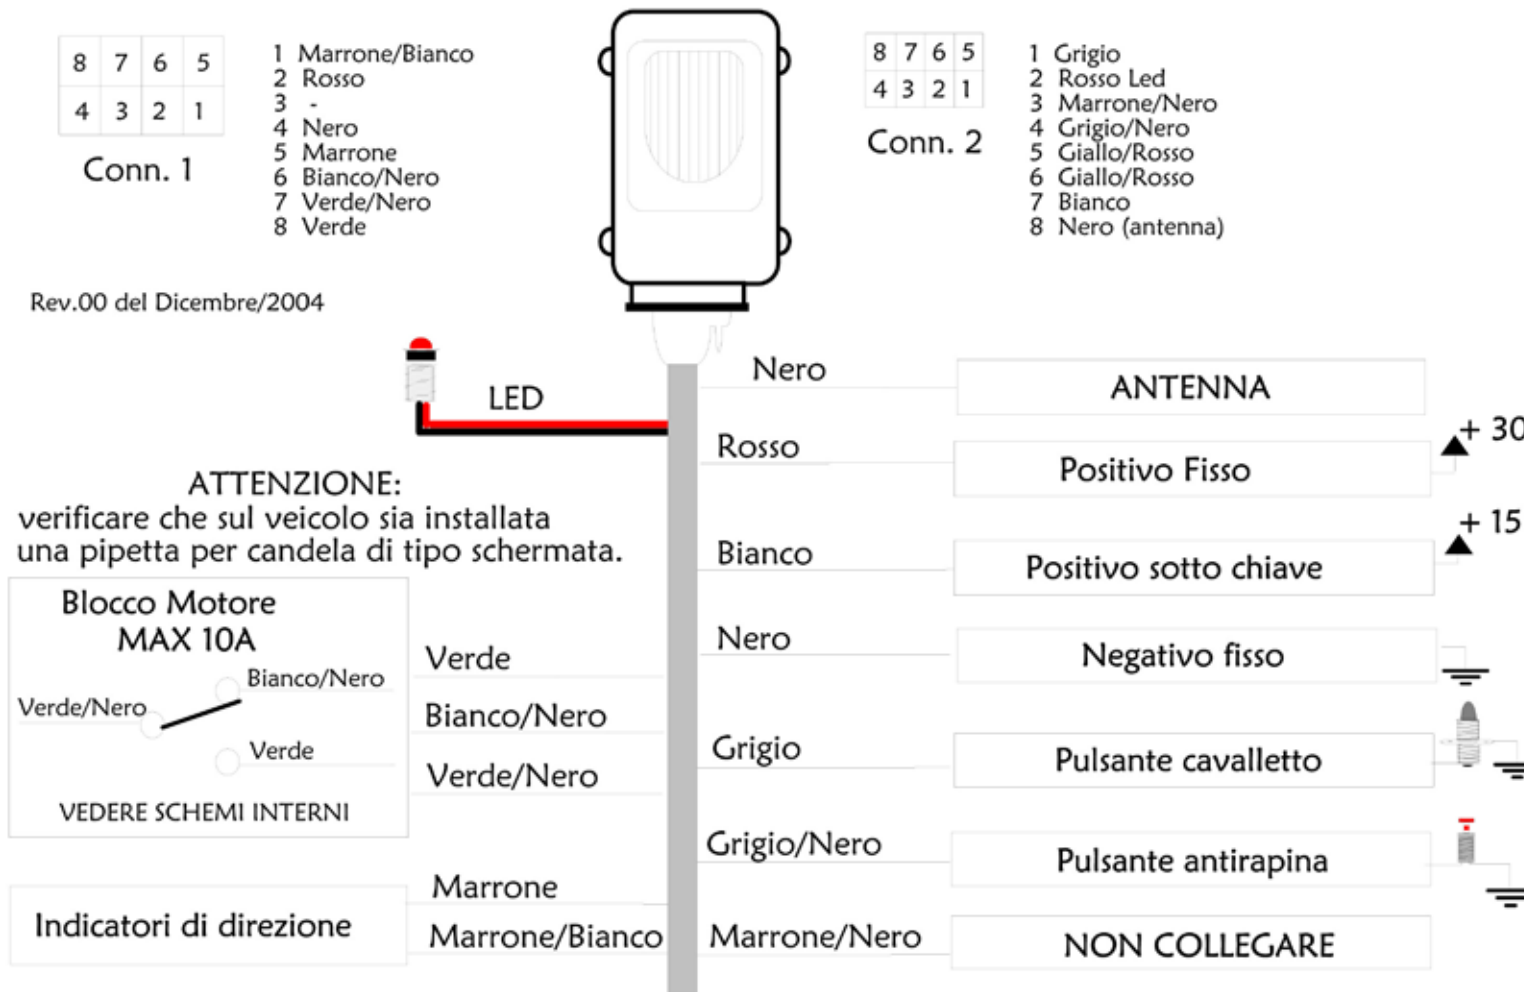 8 7 6 5
4 3 2 1
Conn. 1
1 Marrone/Bianco
2 Rosso
3 -
4 Nero
5 Marrone
6 Bianco/Nero
7 Verde/Nero
8 Verde
8 7 6 5
4 3 2 1
Conn. 2
1 Grigio
2 Rosso Led
3 Marrone/Nero
4 Grigio/Nero
5 Giallo/Rosso
6 Giallo/Rosso
7 Bianco
8 Nero (antenna)
Rev.00 del Dicembre/2004
LED
ATTENZIONE:
verificare che sul veicolo sia installata
una pipetta per candela di tipo schermata.
Blocco Motore
MAX 10A
Bianco/Nero
Verde/Nero
Verde
VEDERE SCHEMI INTERNI
Verde
Bianco/Nero
Verde/Nero
Indicatori di direzione
Marrone
Marrone/Bianco
Nero
ANTENNA
Rosso
Positivo Fisso
+ 30
Bianco
Positivo sotto chiave
+ 15
Nero
Negativo fisso
Grigio
Pulsante cavalletto
Grigio/Nero
Pulsante antirapina
Marrone/Nero
NON COLLEGARE